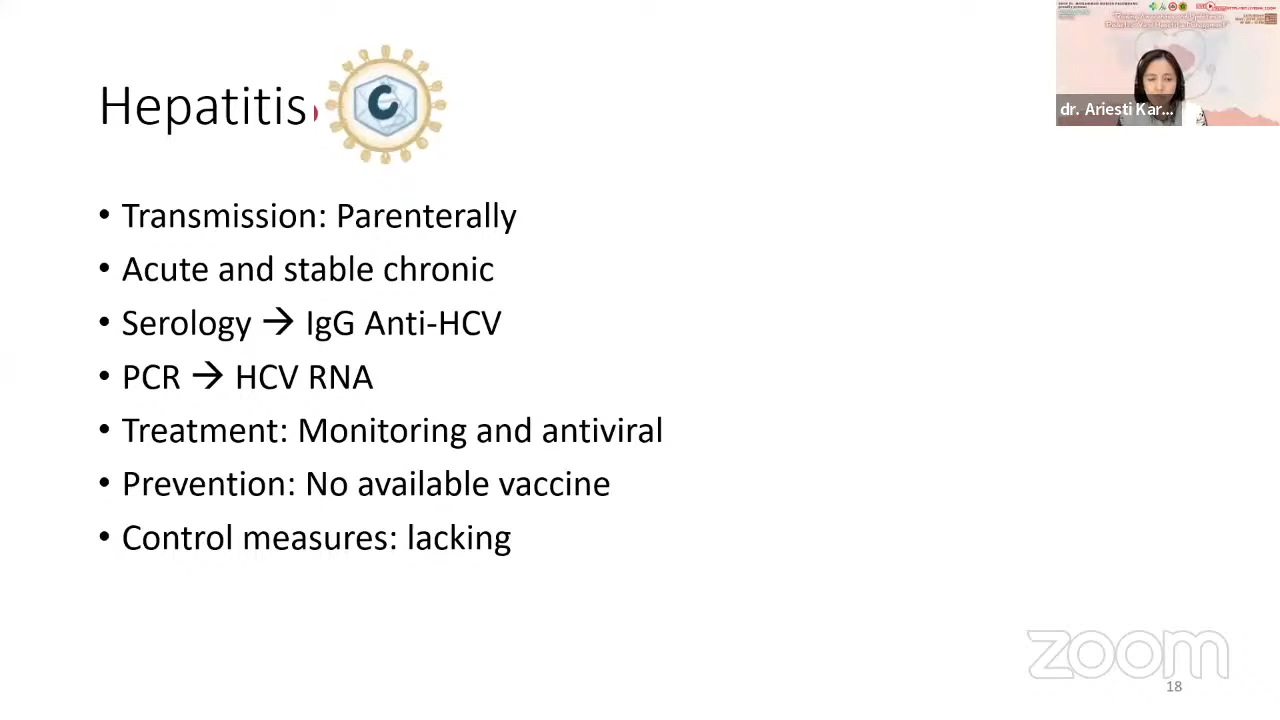 Hepatitis
C
• Transmission: Parenterally
• Acute and stable chronic
• Serology → IgG Anti-HCV
• PCR → HCV RNA
• Treatment: Monitoring and antiviral
• Prevention: No available vaccine
• Control measures: lacking
dr. Ariesti Kar...
zoom
18